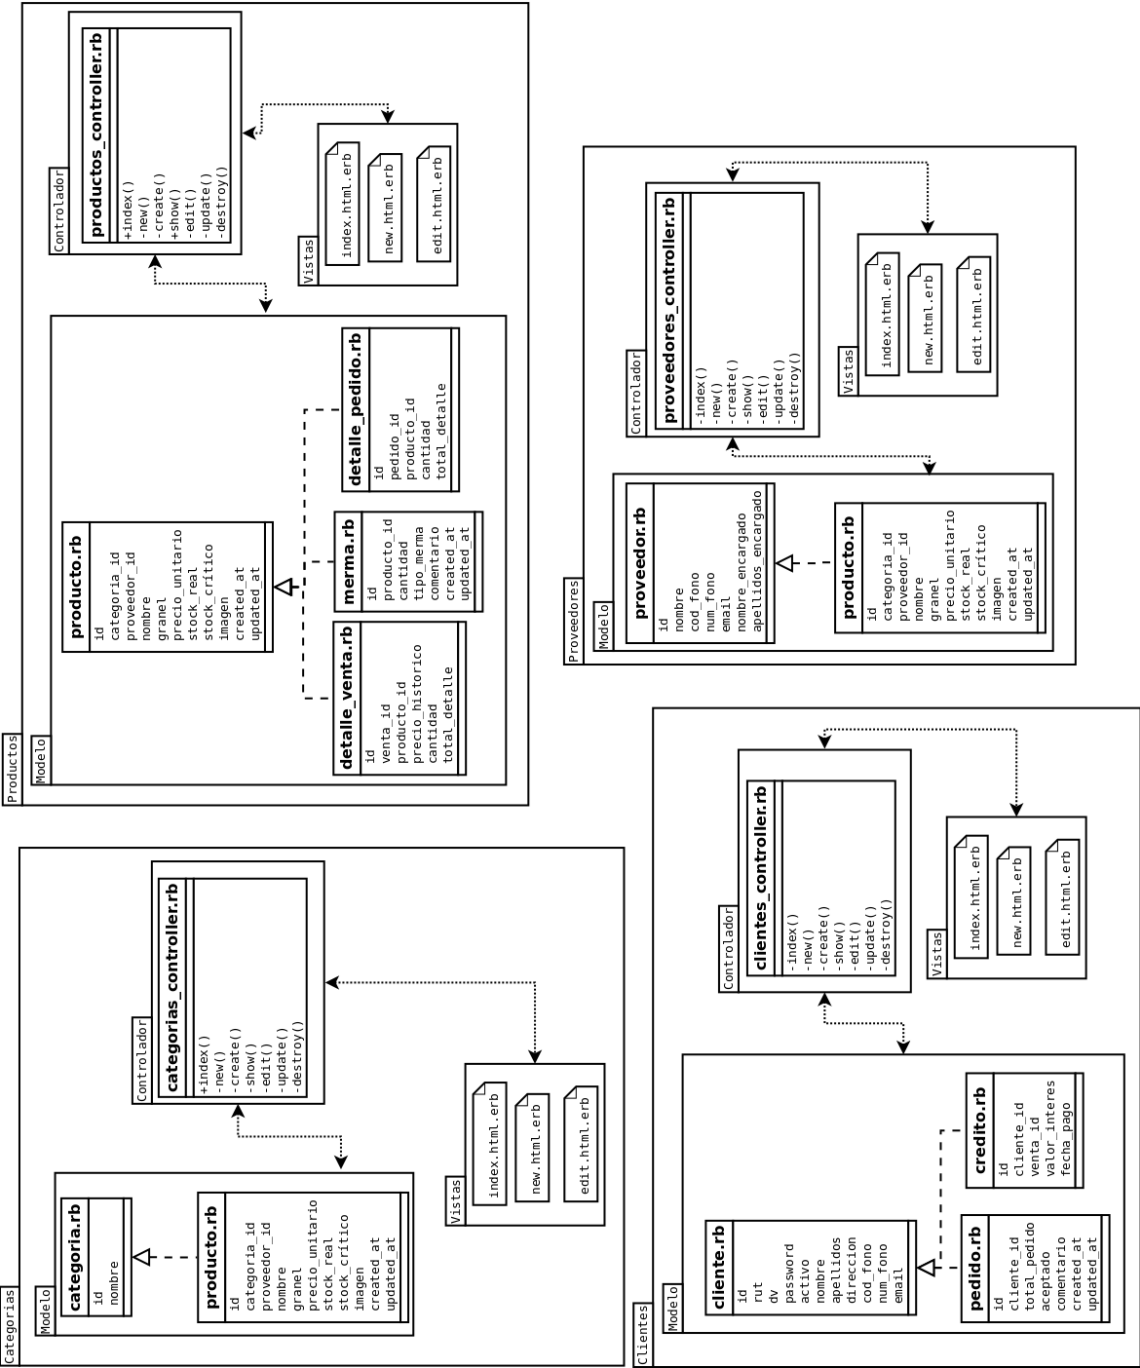 Categorias
Modelo
categoria.rb
id
nombre
producto.rb
id
categoria_id
proveedor_id
nombre
granel
precio_unitario
stock_real
stock_crítico
imagen
created_at
updated_at
Controlador
categorias_controller.rb
+index()
-new()
-create()
-show()
-edit()
-update()
-destroy()
Vistas
index.html.erb
new.html.erb
edit.html.erb
Productos
Modelo
producto.rb
id
categoria_id
proveedor_id
nombre
granel
precio_unitario
stock_real
stock_crítico
imagen
created_at
updated_at
detalle_venta.rb
id
venta_id
producto_id
precio_historico
cantidad
total_detalle
merma.rb
id
producto_id
cantidad
tipo_merma
comentario
created_at
updated_at
detalle_pedido.rb
id
pedido_id
producto_id
cantidad
total_detalle
Controlador
productos_controller.rb
+index()
-new()
-create()
+show()
-edit()
-update()
-destroy()
Vistas
index.html.erb
new.html.erb
edit.html.erb
Clientes
Modelo
cliente.rb
id
rut
dv
password
activo
nombre
apellidos
direccion
cod_fono
num_fono
email
pedido.rb
id
cliente_id
total_pedido
aceptado
comentario
created_at
updated_at
credito.rb
id
cliente_id
venta_id
valor_interes
fecha_pago
Controlador
clientes_controller.rb
-index()
-new()
-create()
-show()
-edit()
-update()
-destroy()
Vistas
index.html.erb
new.html.erb
edit.html.erb
Proveedores
Modelo
proveedor.rb
id
nombre
cod_fono
num_fono
email
nombre_encargado
apellidos_encargado
producto.rb
id
categoria_id
proveedor_id
nombre
granel
precio_unitario
stock_real
stock_crítico
imagen
created_at
updated_at
Controlador
proveedores_controller.rb
-index()
-new()
-create()
-show()
-edit()
-update()
-destroy()
Vistas
index.html.erb
new.html.erb
edit.html.erb